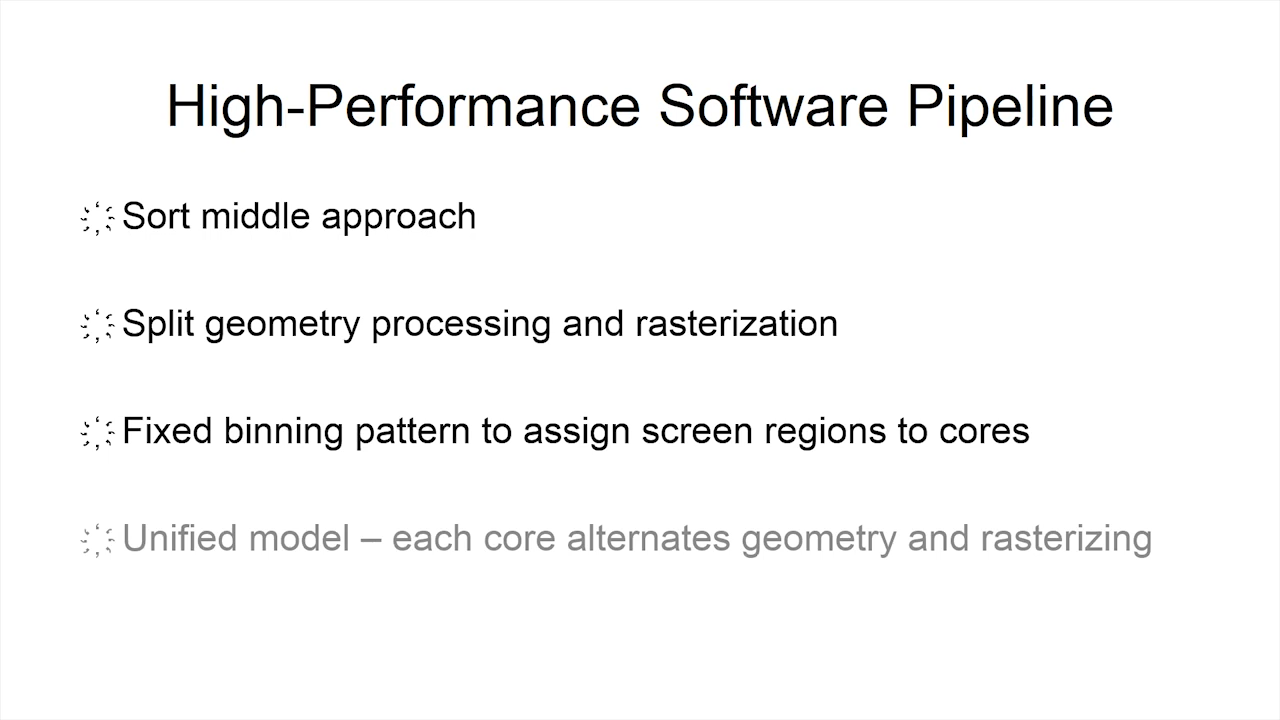 High-Performance Software Pipeline
Sort middle approach
Split geometry processing and rasterization
Fixed binning pattern to assign screen regions to cores
Unified model – each core alternates geometry and rasterizing